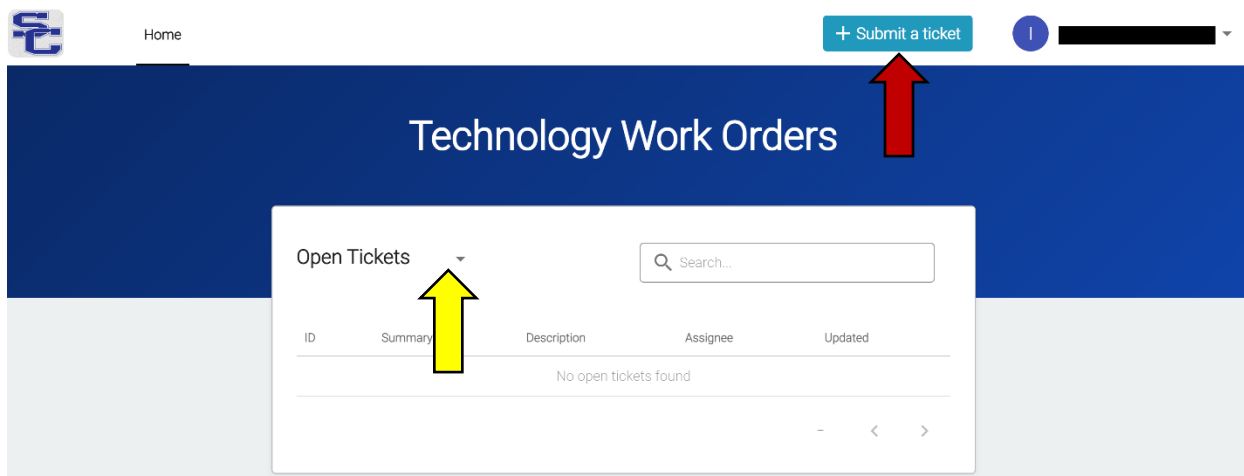 SC
Home
+ Submit a ticket
I
Technology Work Orders
Open Tickets
Search...
ID Summary Description Assignee Updated
No open tickets found
–